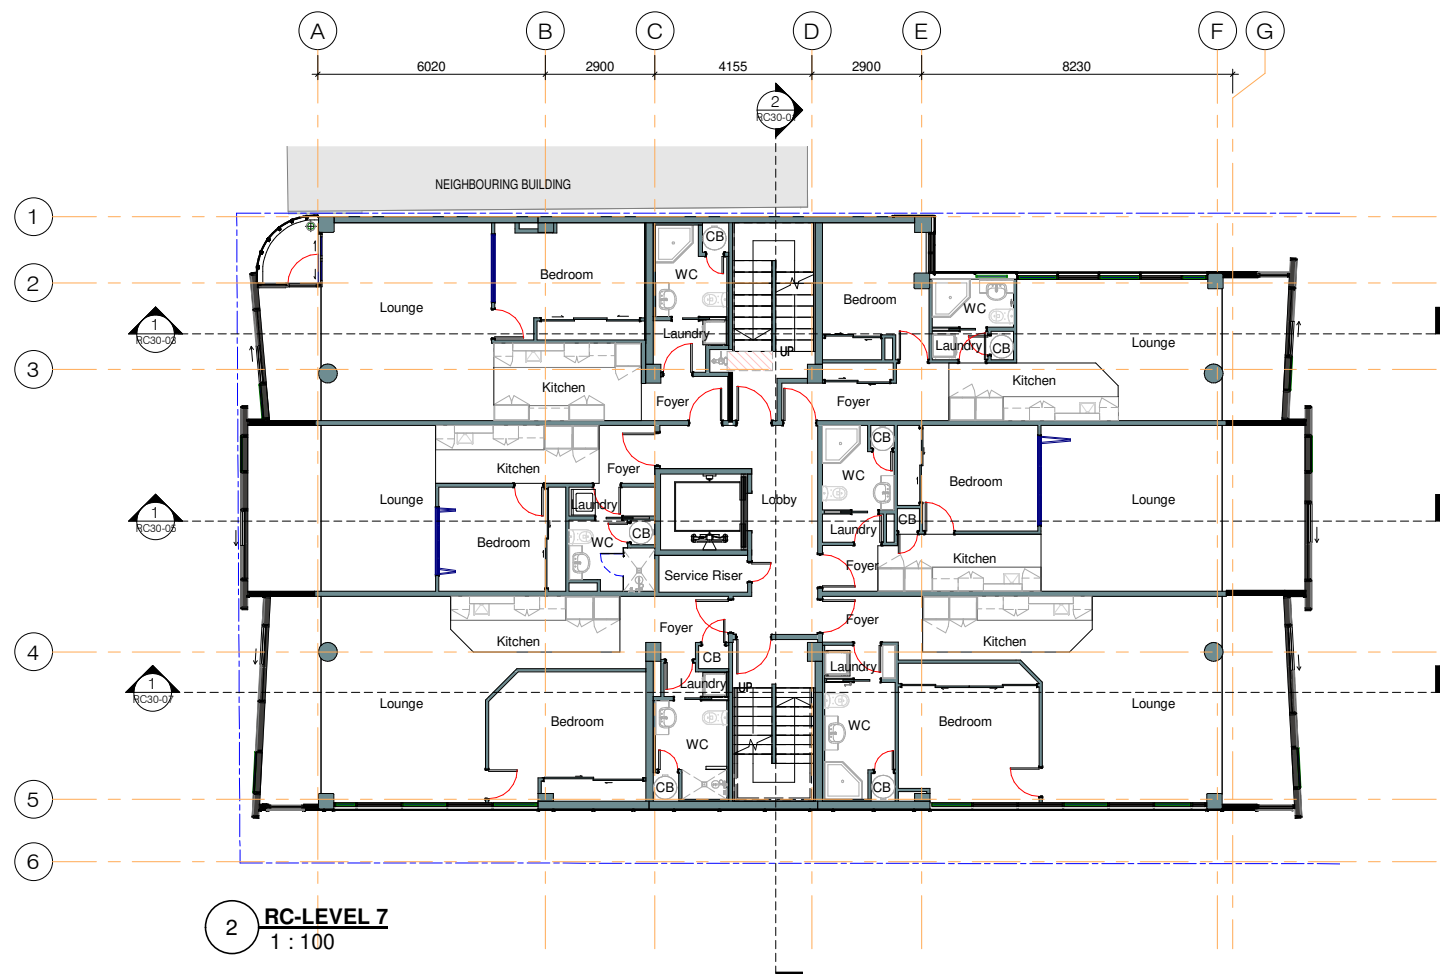 A B C D E F G
6020 2900 4155 2900 8230
2
RC30-01
NEIGHBOURING BUILDING
1
CB
Bedroom WC
2
Lounge Bedroom WC
1
RC30-03
Laundry Laundry CB Lounge
UP
3
Kitchen Kitchen
Foyer Foyer
CB
Kitchen Foyer WC
Lounge Lobby Bedroom Lounge
Laundry
1
RC30-05
Laundry CB
Bedroom WC CB
Kitchen
Service Riser Foyer
Foyer Foyer
Kitchen Kitchen
4
CB
Laundry
1
RC30-07
Laundry UP
Lounge Lounge
Bedroom WC WC Bedroom
5
CB CB
6
2
RC-LEVEL 7
1 : 100